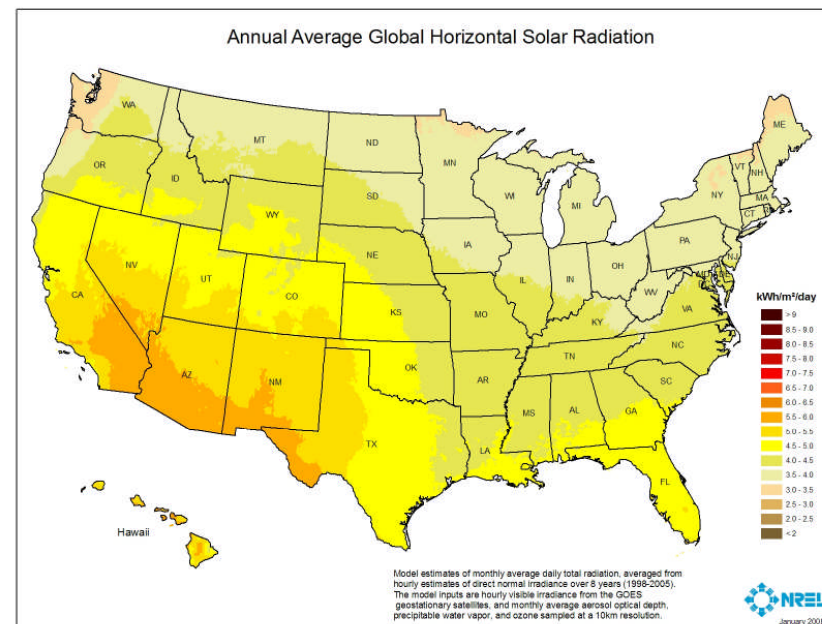 Annual Average Global Horizontal Solar Radiation
WA
MT
ND
ME
OR
MN
VT
NH
ID
WI
NY
MA
SD
MI
CT
RI
WY
IA
PA
NE
NJ
NV
UT
IL
IN
OH
MD
DE
CA
CO
WV
KS
MO
KY
VA
TN
NC
AZ
NM
OK
AR
SC
MS
AL
GA
TX
LA
FL
Hawaii
kWh/m²/day
> 9
8.5 - 9.0
8.0 - 8.5
7.5 - 8.0
7.0 - 7.5
6.5 - 7.0
6.0 - 6.5
5.5 - 6.0
5.0 - 5.5
4.5 - 5.0
4.0 - 4.5
3.5 - 4.0
3.0 - 3.5
2.5 - 3.0
2.0 - 2.5
< 2
Model estimates of monthly average daily total radiation, averaged from
hourly estimates of direct normal irradiance over 8 years (1998-2005).
The model inputs are hourly visible irradiance from the GOES
geostationary satellites, and monthly average aerosol optical depth,
precipitable water vapor, and ozone sampled at a 10km resolution.
NREL